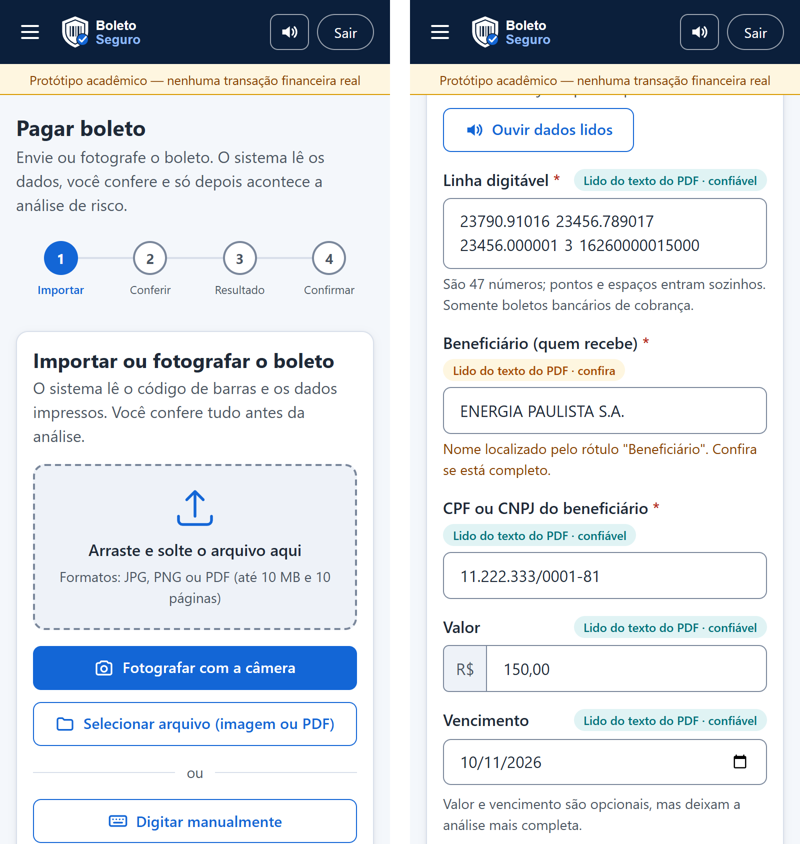 Boleto
Seguro
Sair
Protótipo acadêmico — nenhuma transação financeira real
Pagar boleto
Envie ou fotografe o boleto. O sistema lê os
dados, você confere e só depois acontece a
análise de risco.
1
2
3
4
Importar
Conferir
Resultado
Confirmar
Importar ou fotografar o boleto
O sistema lê o código de barras e os dados
impressos. Você confere tudo antes da
análise.
Arraste e solte o arquivo aqui
Formatos: JPG, PNG ou PDF (até 10 MB e 10
páginas)
Fotografar com a câmera
Selecionar arquivo (imagem ou PDF)
ou
Digitar manualmente
Boleto
Seguro
Sair
Protótipo acadêmico — nenhuma transação financeira real
Ouvir dados lidos
Linha digitável *
Lido do texto do PDF · confiável
23790.91016 23456.789017
23456.000001 3 16260000015000
São 47 números; pontos e espaços entram sozinhos.
Somente boletos bancários de cobrança.
Beneficiário (quem recebe) *
Lido do texto do PDF · confira
ENERGIA PAULISTA S.A.
Nome localizado pelo rótulo "Beneficiário". Confira
se está completo.
CPF ou CNPJ do beneficiário *
Lido do texto do PDF · confiável
11.222.333/0001-81
Valor
Lido do texto do PDF · confiável
R$
150,00
Vencimento
Lido do texto do PDF · confiável
10/11/2026
Valor e vencimento são opcionais, mas deixam a
análise mais completa.